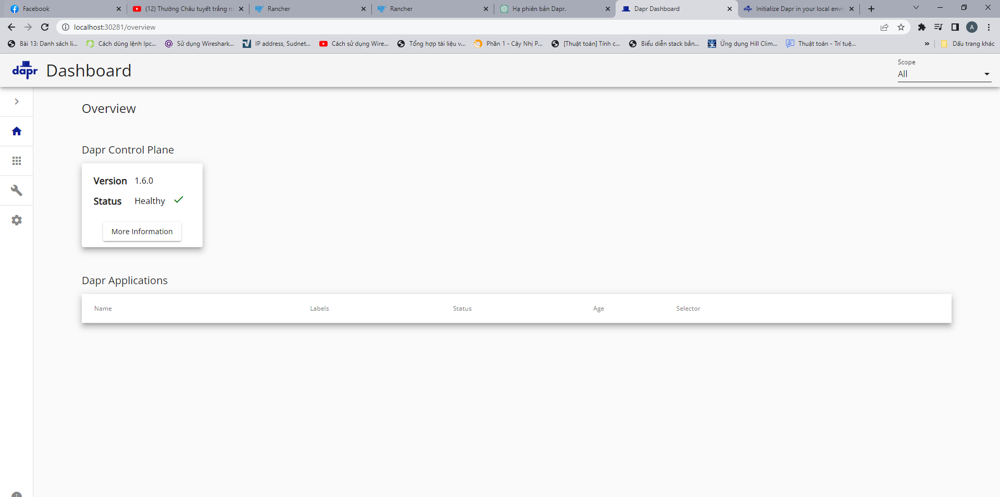 Facebook
(12) Thường Châu tuyết trắng n
Rancher
Rancher
Hạ phiên bản Dapr.
Dapr Dashboard
Initialize Dapr in your local envi
localhost:30281/overview
A
Bài 13: Danh sách li...
Cách dùng lệnh Ipc...
Sử dụng Wireshark...
IP address, Sudnet...
Cách sử dụng Wire...
Tổng hợp tài liệu v...
Phần 1 - Cây Nhị P...
[Thuật toán] Tính c...
Biểu diễn stack bằn...
Ứng dụng Hill Clim...
Thuật toán - Trí tuệ...
»
Dấu trang khác
dapr Dashboard
Scope
All
Overview
Dapr Control Plane
Version 1.6.0
Status Healthy
More Information
Dapr Applications
Name Labels Status Age Selector